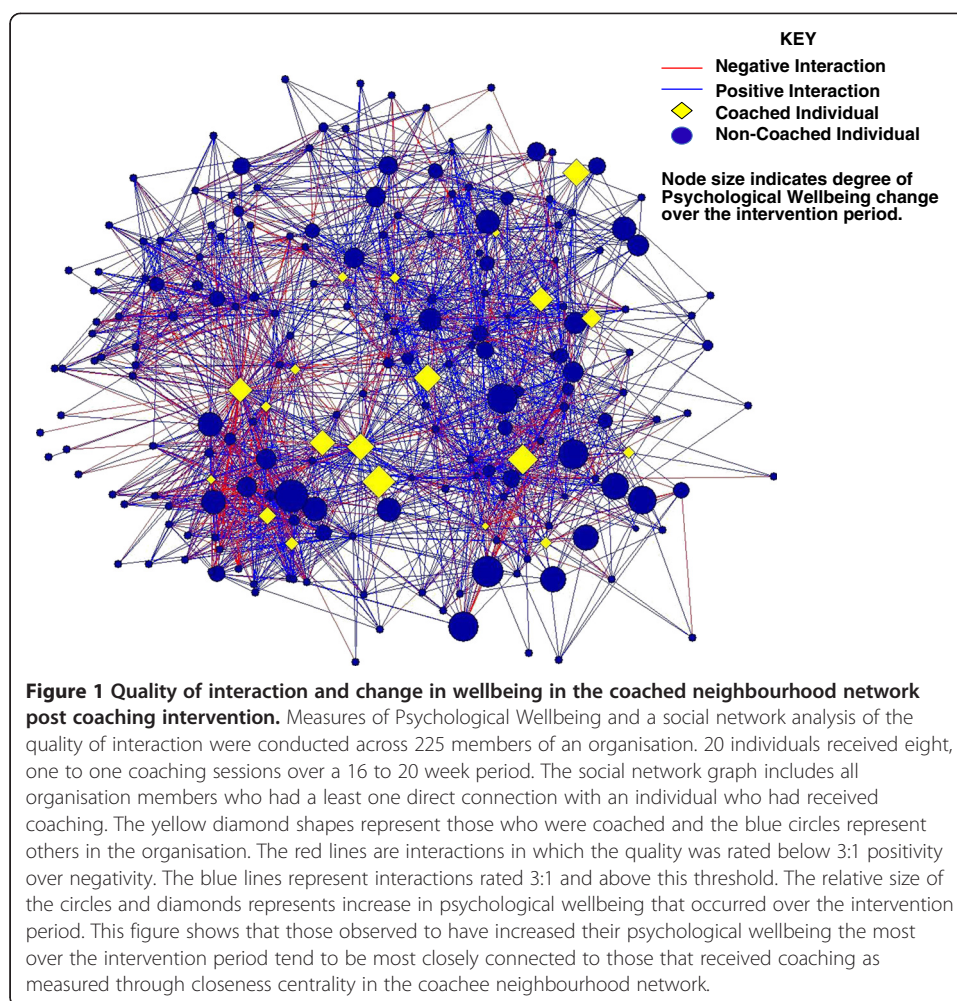 KEY
Negative Interaction
Positive Interaction
Coached Individual
Non-Coached Individual
Node size indicates degree of
Psychological Wellbeing change
over the intervention period.
Figure 1 Quality of interaction and change in wellbeing in the coached neighbourhood network
post coaching intervention. Measures of Psychological Wellbeing and a social network analysis of the
quality of interaction were conducted across 225 members of an organisation. 20 individuals received eight,
one to one coaching sessions over a 16 to 20 week period. The social network graph includes all
organisation members who had a least one direct connection with an individual who had received
coaching. The yellow diamond shapes represent those who were coached and the blue circles represent
others in the organisation. The red lines are interactions in which the quality was rated below 3:1 positivity
over negativity. The blue lines represent interactions rated 3:1 and above this threshold. The relative size of
the circles and diamonds represents increase in psychological wellbeing that occurred over the intervention
period. This figure shows that those observed to have increased their psychological wellbeing the most
over the intervention period tend to be most closely connected to those that received coaching as
measured through closeness centrality in the coachee neighbourhood network.